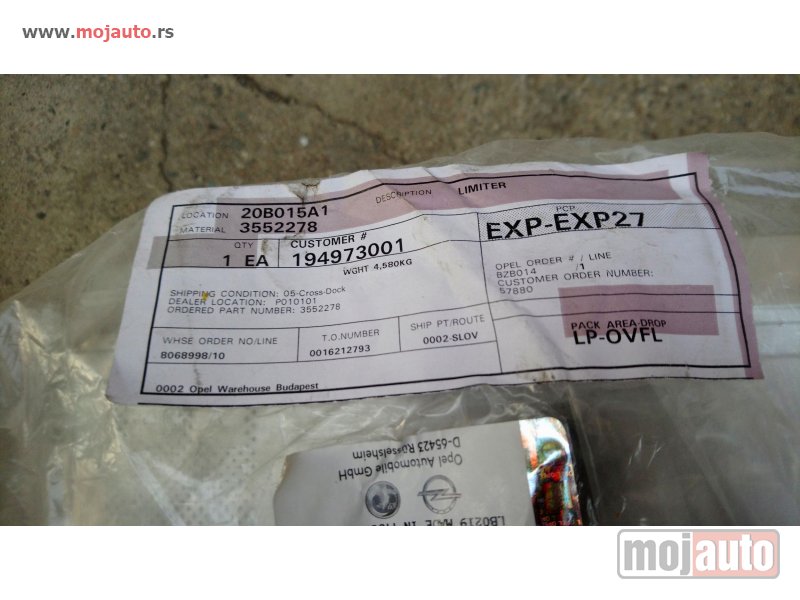 www.mojauto.rs
LOCATION 20B015A1
DESCRIPTION LIMITER
MATERIAL 3552278
QTY
1 EA
CUSTOMER #
194973001
WGHT 4,580KG
PCP
EXP-EXP27
OPEL ORDER # / LINE
BZB014 /1
CUSTOMER ORDER NUMBER:
57880
SHIPPING CONDITION: 05-Cross-Dock
DEALER LOCATION: P010101
ORDERED PART NUMBER: 3552278
PACK AREA-DROP
LP-OVFL
WHSE ORDER NO/LINE
8068998/10
T.O.NUMBER
0016212793
SHIP PT/ROUTE
0002-SLOV
0002 Opel Warehouse Budapest
Opel Automobile GmbH
D-65423 Rüsselsheim
LB0219 MADE IN
mojauto